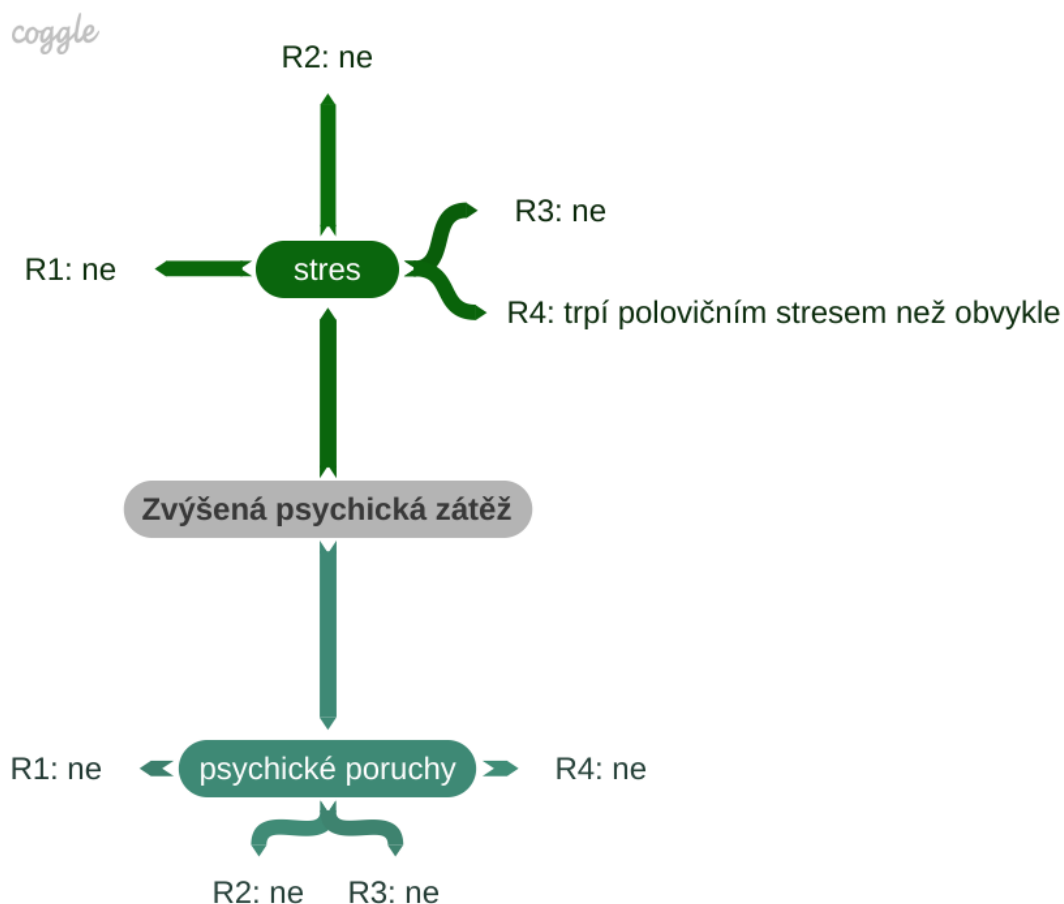 coggle
R2: ne
R3: ne
R1: ne
stres
R4: trpí polovičním stresem než obvykle
Zvýšená psychická zátěž
R1: ne
psychické poruchy
R4: ne
R2: ne
R3: ne